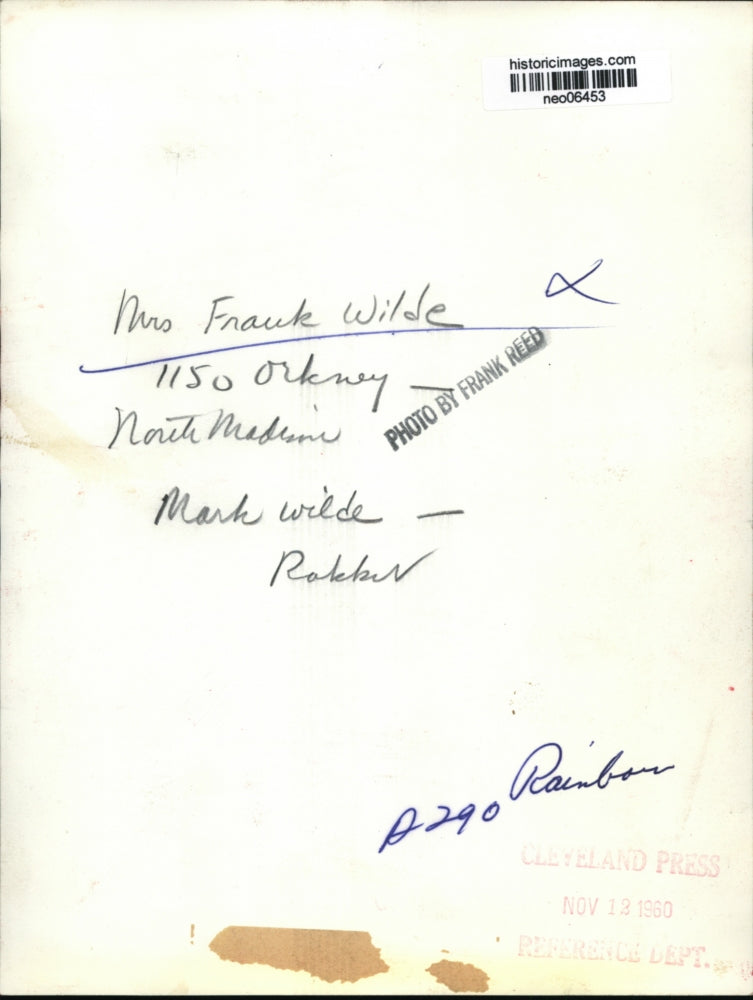 historicimages.com
neo06453
Mrs Frank Wilde
1150 Orkney —
PHOTO BY FRANK REED
North Madison
Mark Wilde —
Rainbow
A290
CLEVELAND PRESS
NOV 13 1960
REFERENCE DEPT.